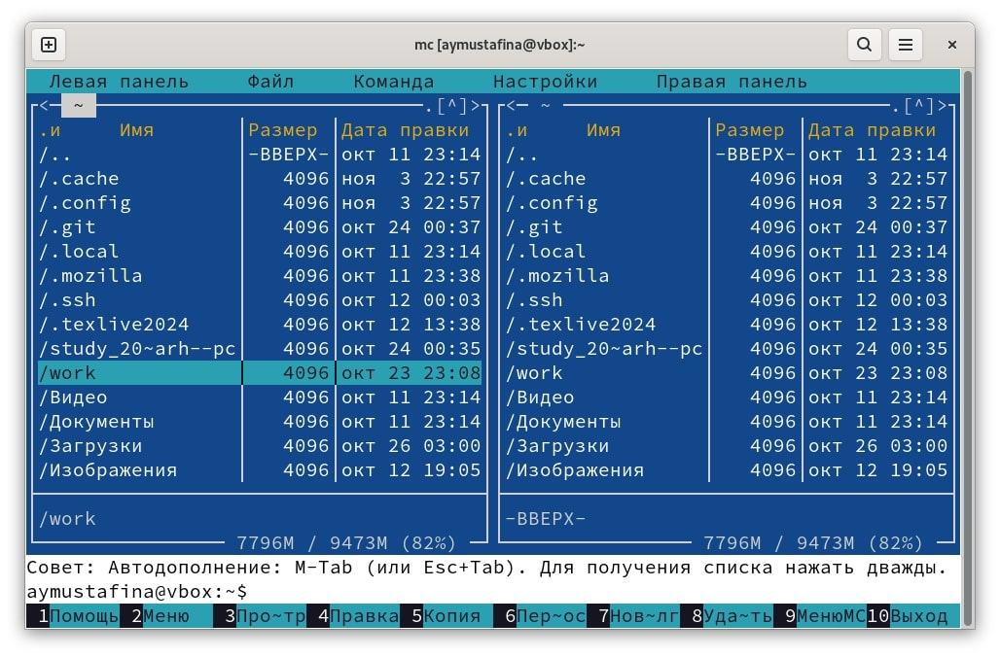 mc [aymustafina@vbox]:~
Левая панель Файл Команда Настройки Правая панель
<- ~ .[^]> <- ~ .[^]>
.и Имя Размер Дата правки .и Имя Размер Дата правки
/.. -ВВЕРХ- окт 11 23:14 /.. -ВВЕРХ- окт 11 23:14
/.cache 4096 ноя 3 22:57 /.cache 4096 ноя 3 22:57
/.config 4096 ноя 3 22:57 /.config 4096 ноя 3 22:57
/.git 4096 окт 24 00:37 /.git 4096 окт 24 00:37
/.local 4096 окт 11 23:14 /.local 4096 окт 11 23:14
/.mozilla 4096 окт 11 23:38 /.mozilla 4096 окт 11 23:38
/.ssh 4096 окт 12 00:03 /.ssh 4096 окт 12 00:03
/.texlive2024 4096 окт 12 13:38 /.texlive2024 4096 окт 12 13:38
/study_20~arh--pc 4096 окт 24 00:35 /study_20~arh--pc 4096 окт 24 00:35
/work 4096 окт 23 23:08 /work 4096 окт 23 23:08
/Видео 4096 окт 11 23:14 /Видео 4096 окт 11 23:14
/Документы 4096 окт 11 23:14 /Документы 4096 окт 11 23:14
/Загрузки 4096 окт 26 03:00 /Загрузки 4096 окт 26 03:00
/Изображения 4096 окт 12 19:05 /Изображения 4096 окт 12 19:05
/work -ВВЕРХ-
7796M / 9473M (82%) 7796M / 9473M (82%)
Совет: Автодополнение: M-Tab (или Esc+Tab). Для получения списка нажать дважды.
aymustafina@vbox:~$
1Помощь 2Меню 3Про~тр 4Правка 5Копия 6Пер~ос 7Нов~лг 8Уда~ть 9МенюМС 10Выход